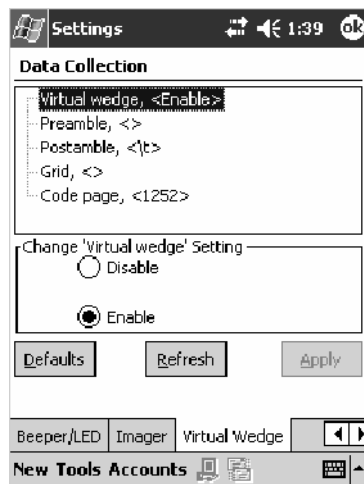 Settings 1:39 ok
Data Collection
Virtual wedge, <Enable>
Preamble, <>
Postamble, <\t>
Grid, <>
Code page, <1252>
Change 'Virtual wedge' Setting
Disable
Enable
Defaults Refresh Apply
Beeper/LED Imager Virtual Wedge
New Tools Accounts